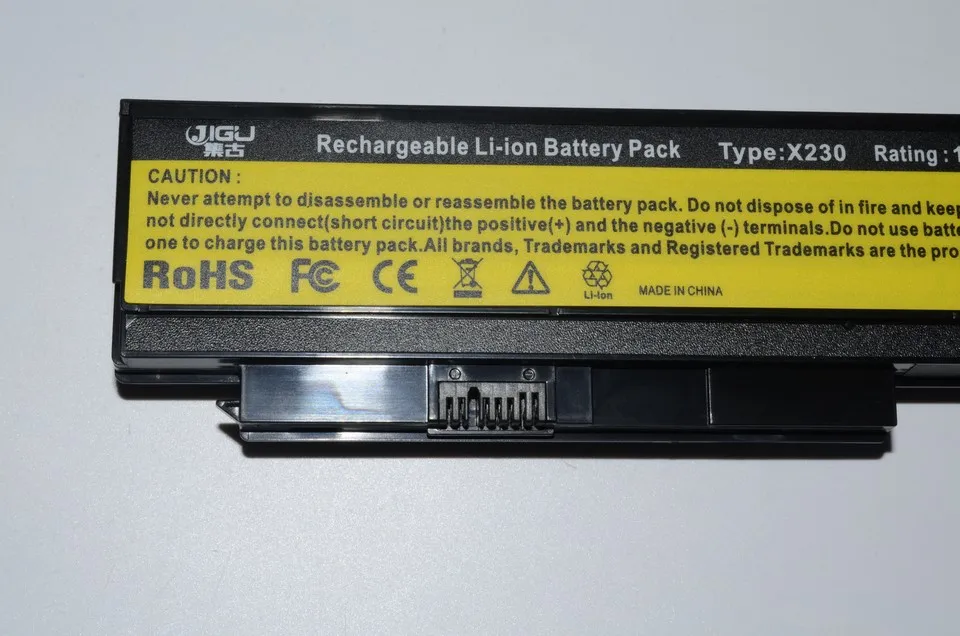 JIGU
集古
Rechargeable Li-ion Battery Pack Type:X230 Rating:1
CAUTION :
Never attempt to disassemble or reassemble the battery pack. Do not dispose of in fire and keep
not directly connect(short circuit)the positive(+) and the negative (-) terminals.Do not use batte
one to charge this battery pack.All brands, Trademarks and Registered Trademarks are the pro
RoHS FC CE Li-Ion MADE IN CHINA
+ -